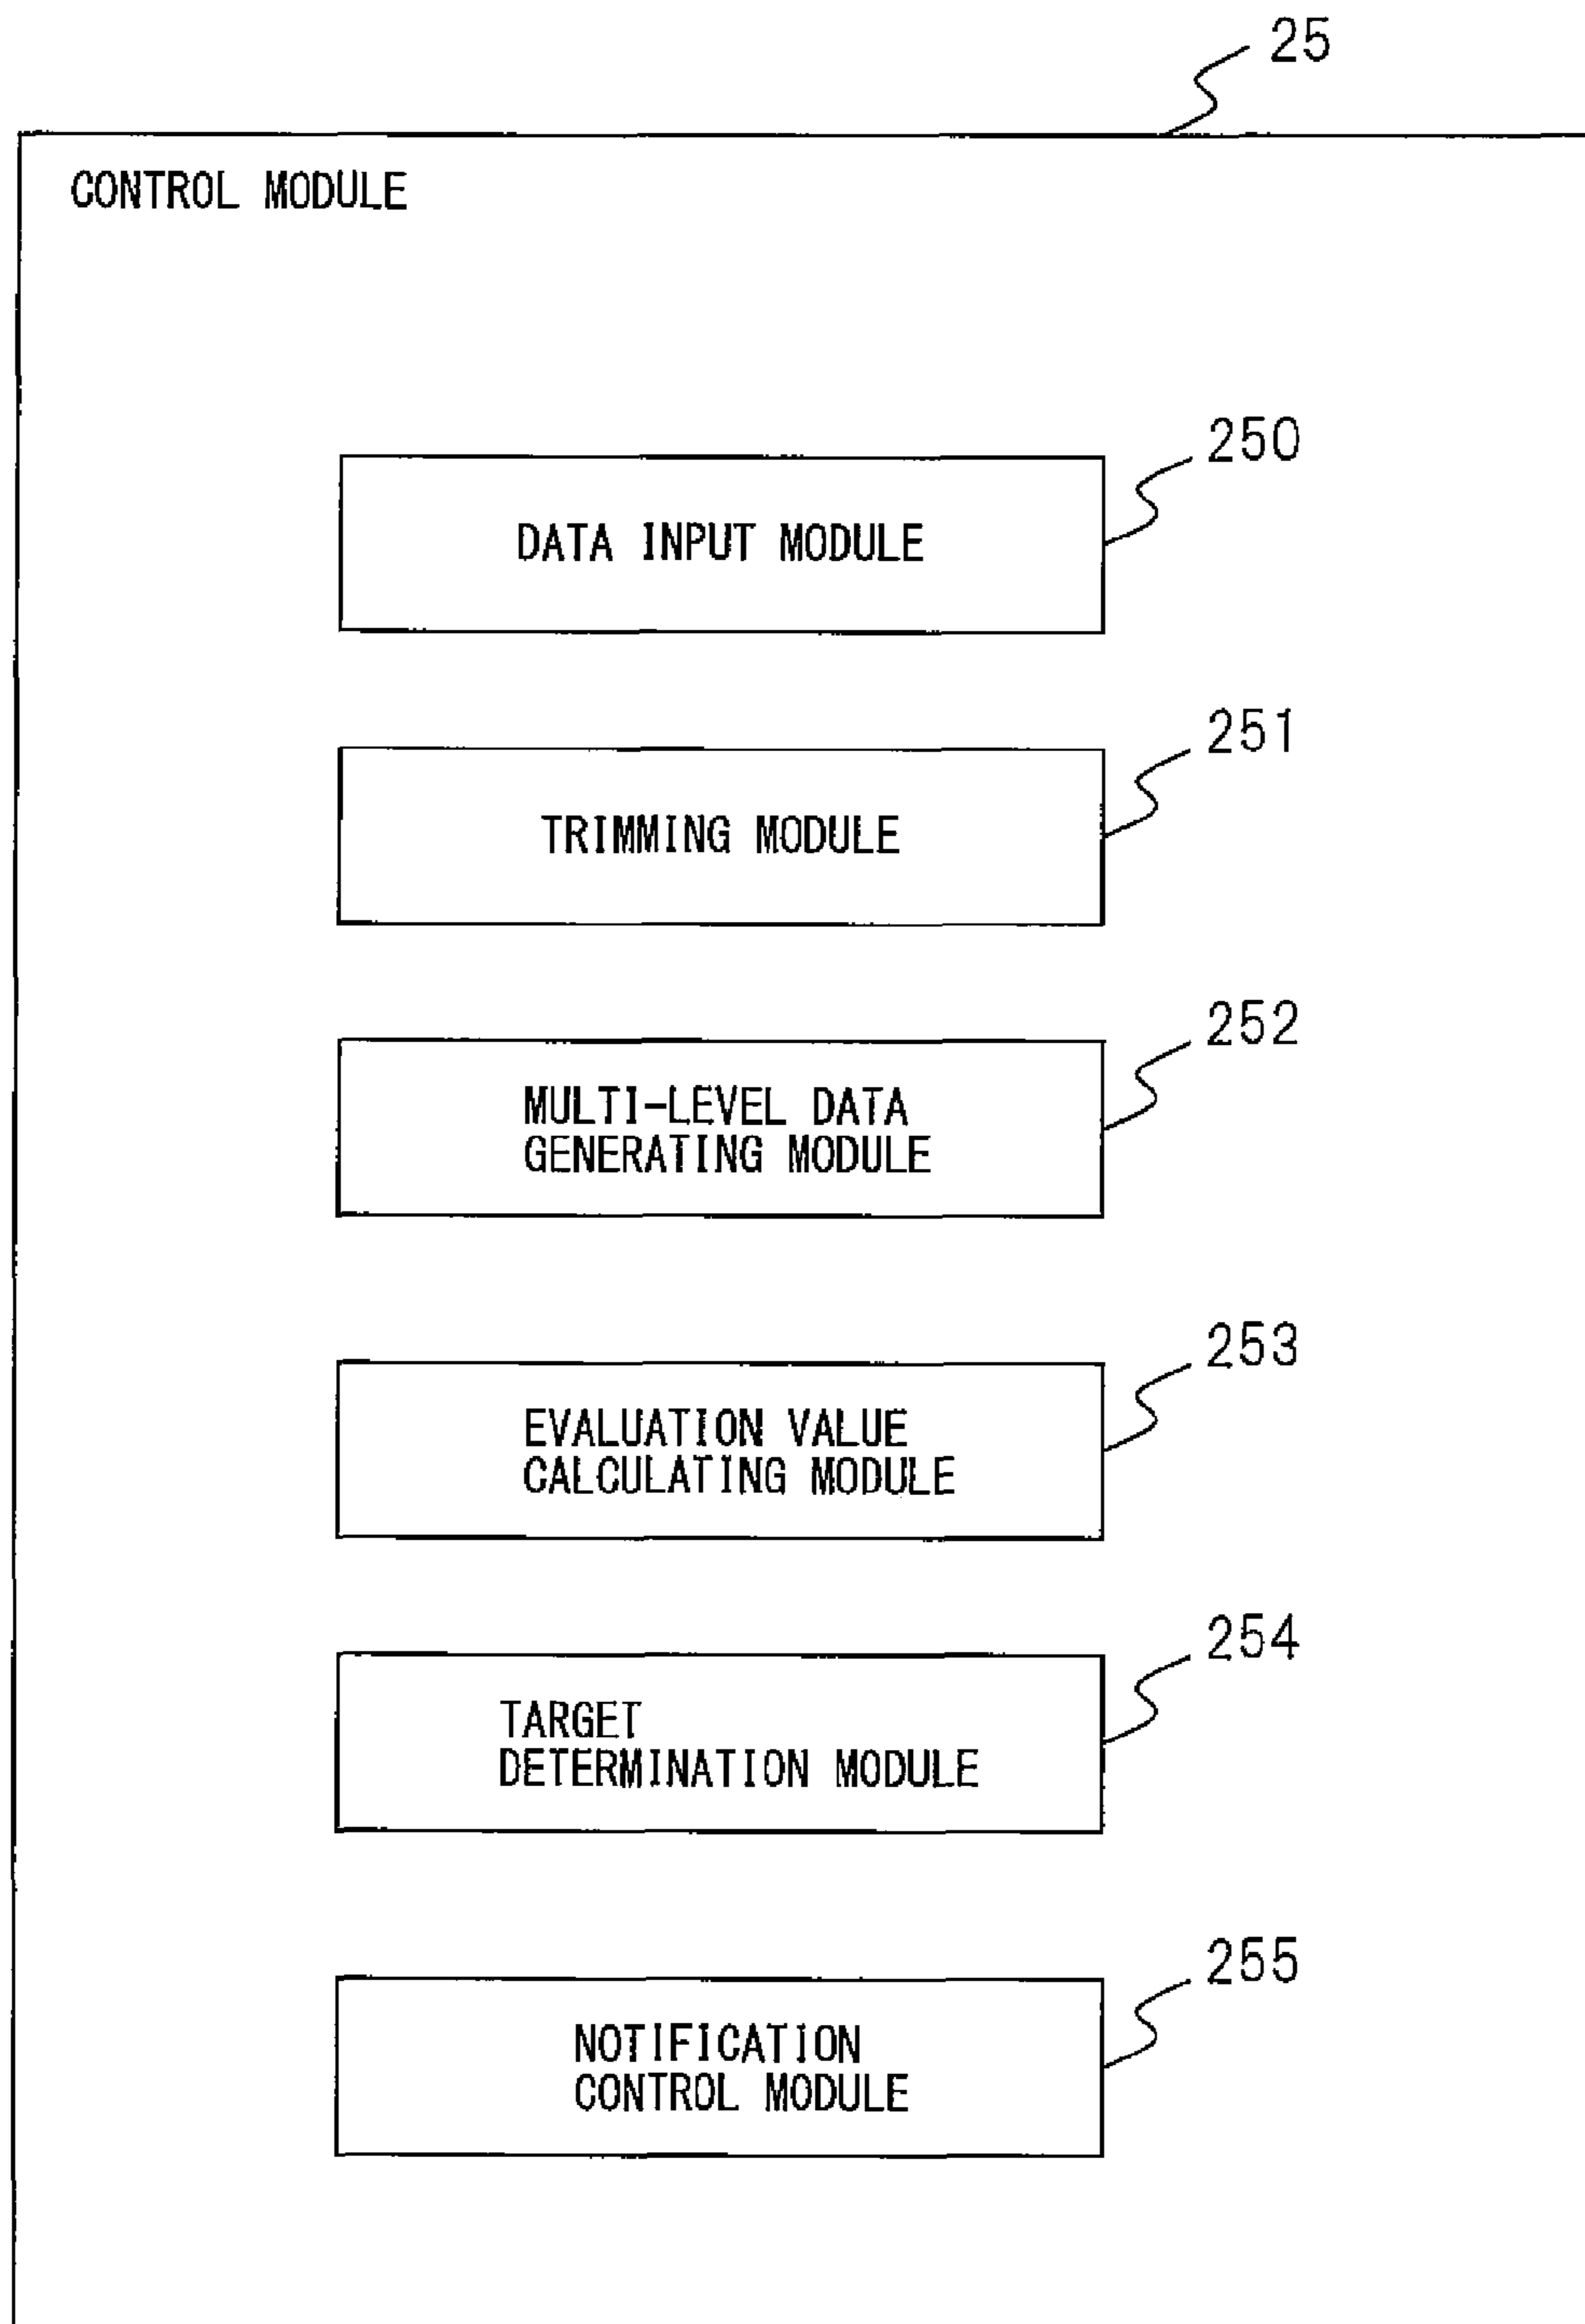 25
CONTROL MODULE
250
DATA INPUT MODULE
251
TRIMMING MODULE
252
MULTI-LEVEL DATA
GENERATING MODULE
253
EVALUATION VALUE
CALCULATING MODULE
254
TARGET
DETERMINATION MODULE
255
NOTIFICATION
CONTROL MODULE